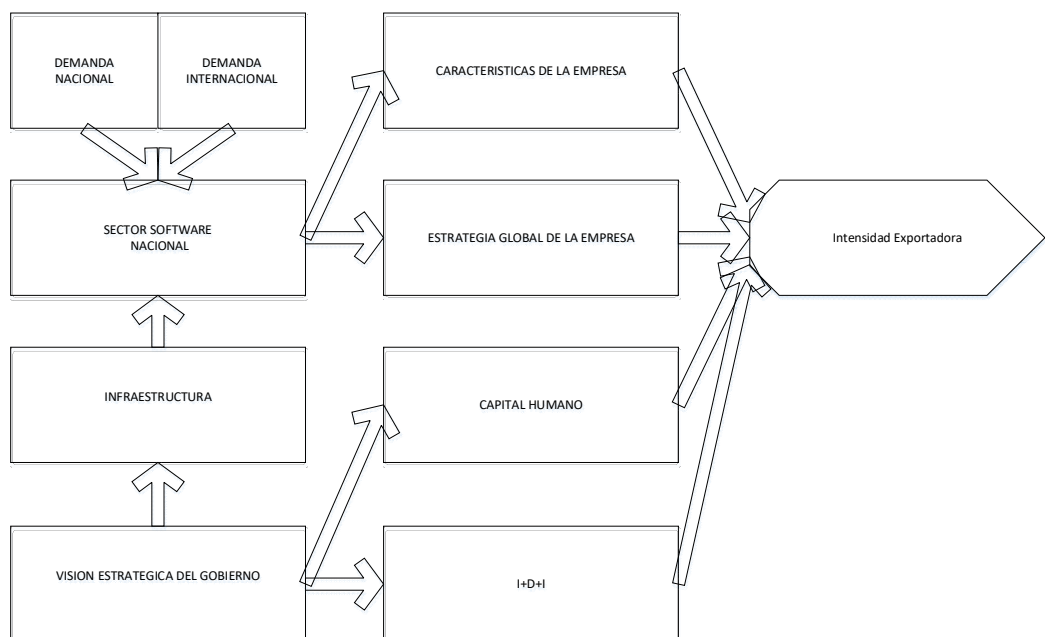 DEMANDA
NACIONAL
DEMANDA
INTERNACIONAL
CARACTERISTICAS DE LA EMPRESA
SECTOR SOFTWARE
NACIONAL
ESTRATEGIA GLOBAL DE LA EMPRESA
Intensidad Exportadora
INFRAESTRUCTURA
CAPITAL HUMANO
VISION ESTRATEGICA DEL GOBIERNO
I+D+I